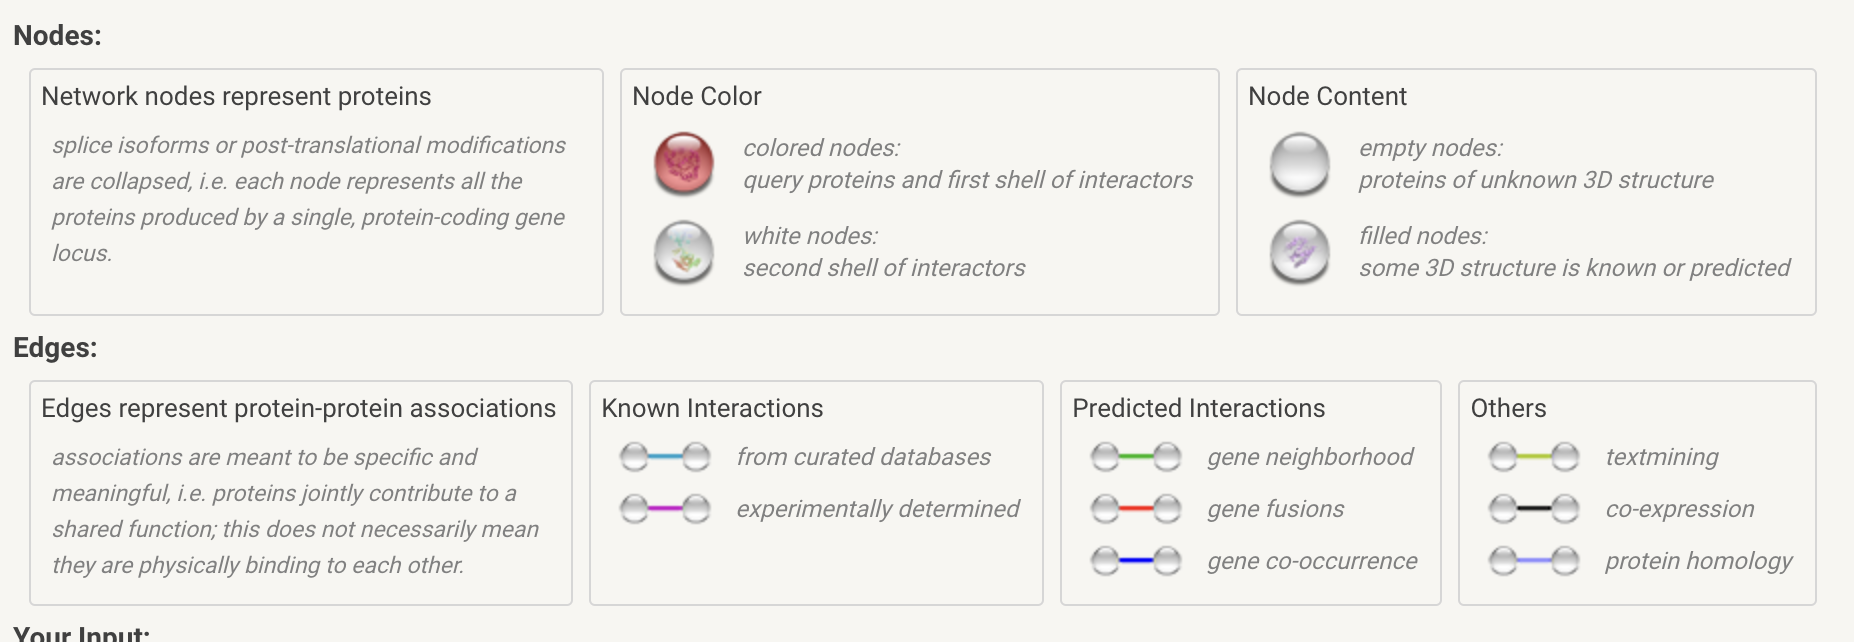 Nodes:
Network nodes represent proteins
splice isoforms or post-translational modifications
are collapsed, i.e. each node represents all the
proteins produced by a single, protein-coding gene
locus.
Node Color
colored nodes:
query proteins and first shell of interactors
white nodes:
second shell of interactors
Node Content
empty nodes:
proteins of unknown 3D structure
filled nodes:
some 3D structure is known or predicted
Edges:
Edges represent protein-protein associations
associations are meant to be specific and
meaningful, i.e. proteins jointly contribute to a
shared function; this does not necessarily mean
they are physically binding to each other.
Known Interactions
from curated databases
experimentally determined
Predicted Interactions
gene neighborhood
gene fusions
gene co-occurrence
Others
textmining
co-expression
protein homology
Your Input: